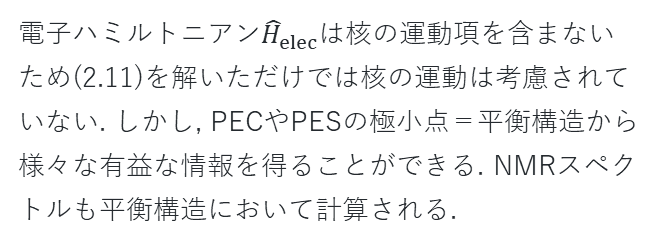 電子ハミルトニアンĤelecは核の運動項を含まない
ため(2.11)を解いただけでは核の運動は考慮されて
いない. しかし, PECやPESの極小点＝平衡構造から
様々な有益な情報を得ることができる. NMRスペク
トルも平衡構造において計算される.